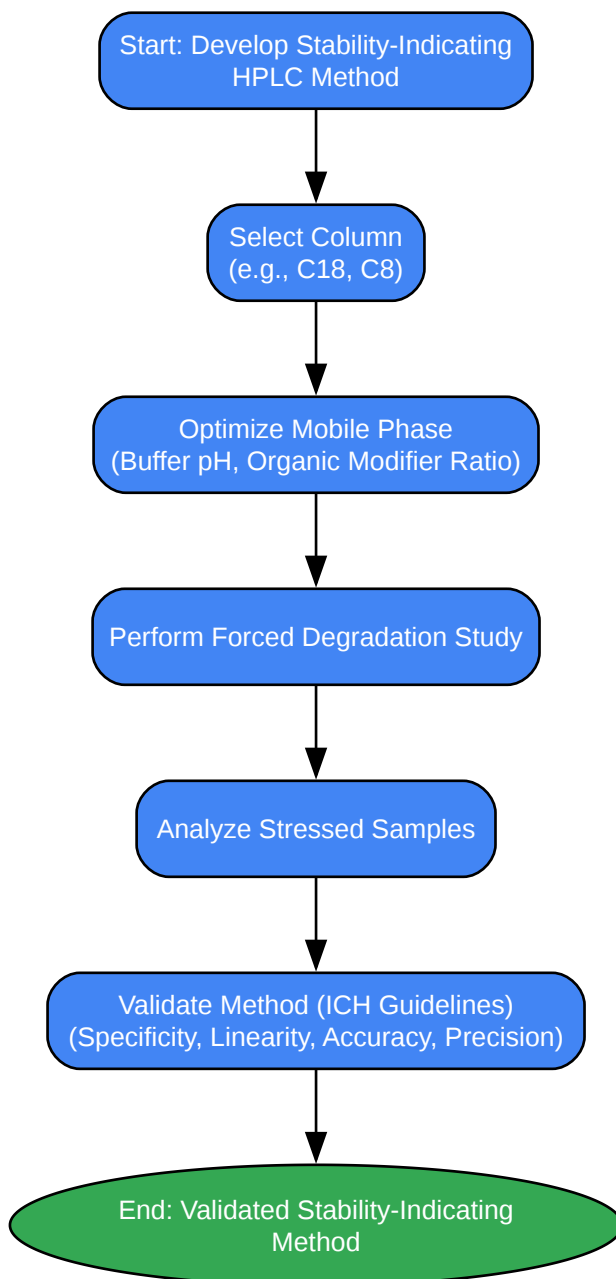 Start: Develop Stability-Indicating
HPLC Method
Select Column
(e.g., C18, C8)
Optimize Mobile Phase
(Buffer pH, Organic Modifier Ratio)
Perform Forced Degradation Study
Analyze Stressed Samples
Validate Method (ICH Guidelines)
(Specificity, Linearity, Accuracy, Precision)
End: Validated Stability-Indicating
Method